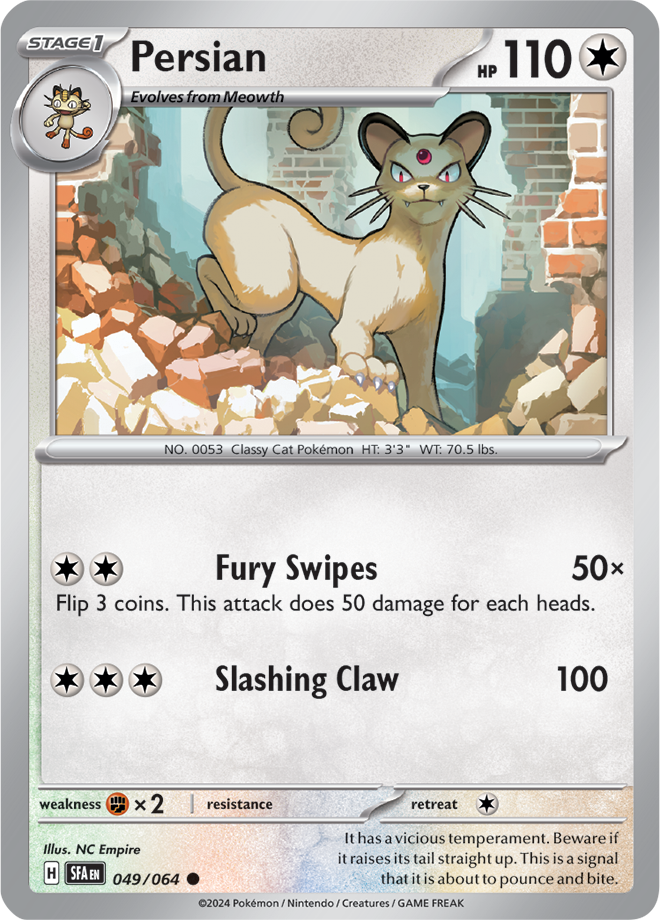 STAGE1
Persian
HP 110
Evolves from Meowth
NO. 0053 Classy Cat Pokémon HT: 3'3" WT: 70.5 lbs.
Fury Swipes 50×
Flip 3 coins. This attack does 50 damage for each heads.
Slashing Claw 100
weakness ×2 resistance retreat
Illus. NC Empire
H SFA EN 049/064
It has a vicious temperament. Beware if
it raises its tail straight up. This is a signal
that it is about to pounce and bite.
©2024 Pokémon / Nintendo / Creatures / GAME FREAK